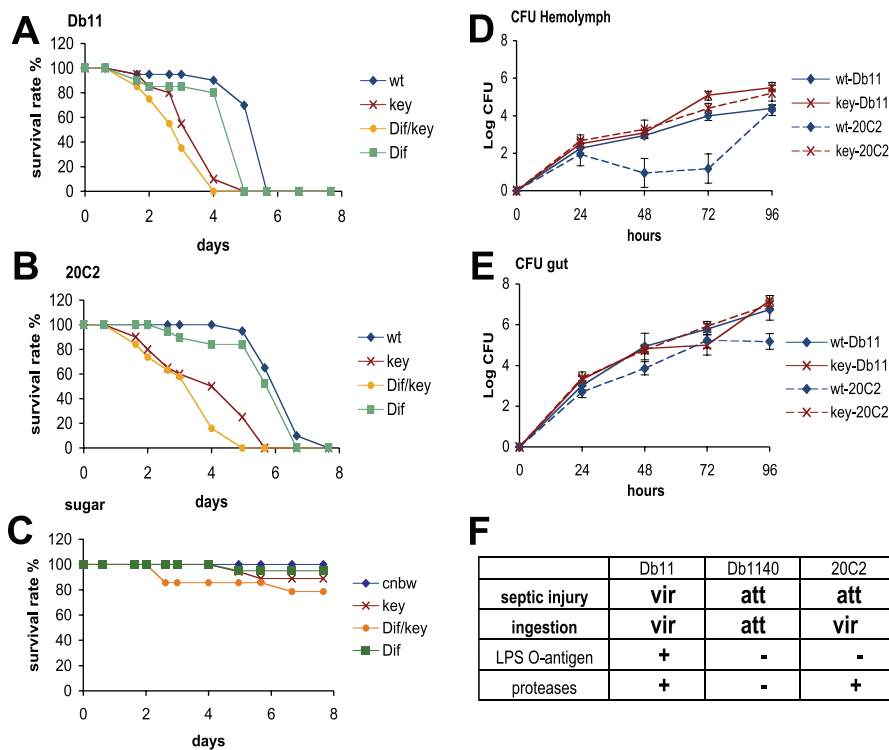 A
Db11
survival rate %
120
100
80
60
40
20
0
0 2 4 6 8
days
wt
key
Dif/key
Dif
B
20C2
survival rate %
120
100
80
60
40
20
0
0 2 4 6 8
days
wt
key
Dif/key
Dif
sugar
C
survival rate %
120
100
80
60
40
20
0
0 2 4 6 8
days
cnbw
key
Dif/key
Dif
D
CFU Hemolymph
Log CFU
8
6
4
2
0
0 24 48 72 96
hours
wt-Db11
key-Db11
wt-20C2
key-20C2
E
CFU gut
Log CFU
8
6
4
2
0
0 24 48 72 96
hours
wt-Db11
key-Db11
wt-20C2
key-20C2
F
Db11 Db1140 20C2
septic injury vir att att
ingestion vir att vir
LPS O-antigen + - -
proteases + - +